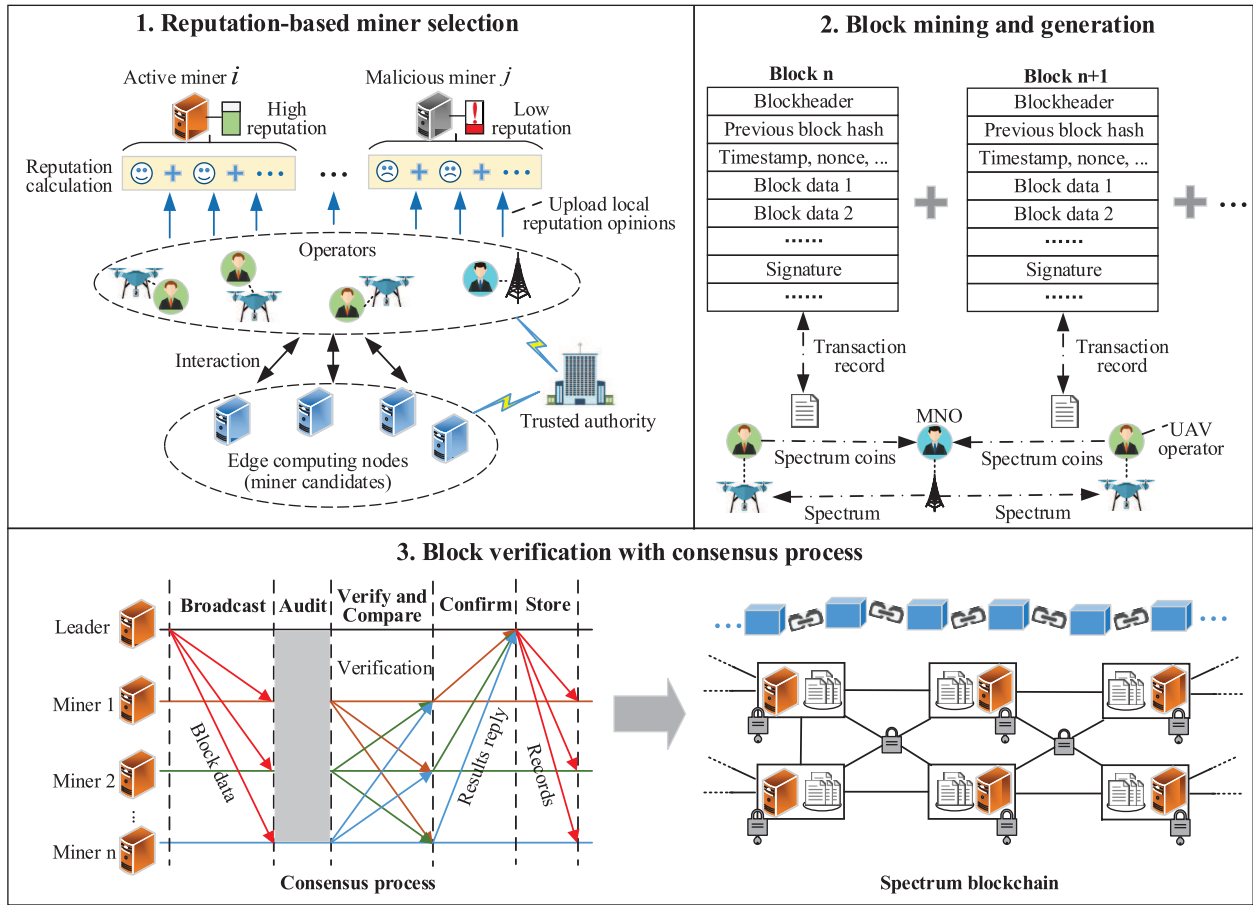 1. Reputation-based miner selection
Active miner i
Malicious miner j
High
reputation
Low
reputation
Reputation
calculation
...
Upload local
reputation opinions
Operators
Interaction
Trusted authority
Edge computing nodes
(miner candidates)
2. Block mining and generation
Block n
Blockheader
Previous block hash
Timestamp, nonce, ...
Block data 1
Block data 2
......
Signature
......
Block n+1
Blockheader
Previous block hash
Timestamp, nonce, ...
Block data 1
Block data 2
......
Signature
......
...
Transaction
record
Transaction
record
MNO
UAV
operator
Spectrum coins
Spectrum coins
Spectrum
Spectrum
3. Block verification with consensus process
Broadcast
Audit
Verify and
Compare
Confirm
Store
Leader
Miner 1
Miner 2
...
Miner n
Verification
Block data
Results reply
Records
Consensus process
Spectrum blockchain